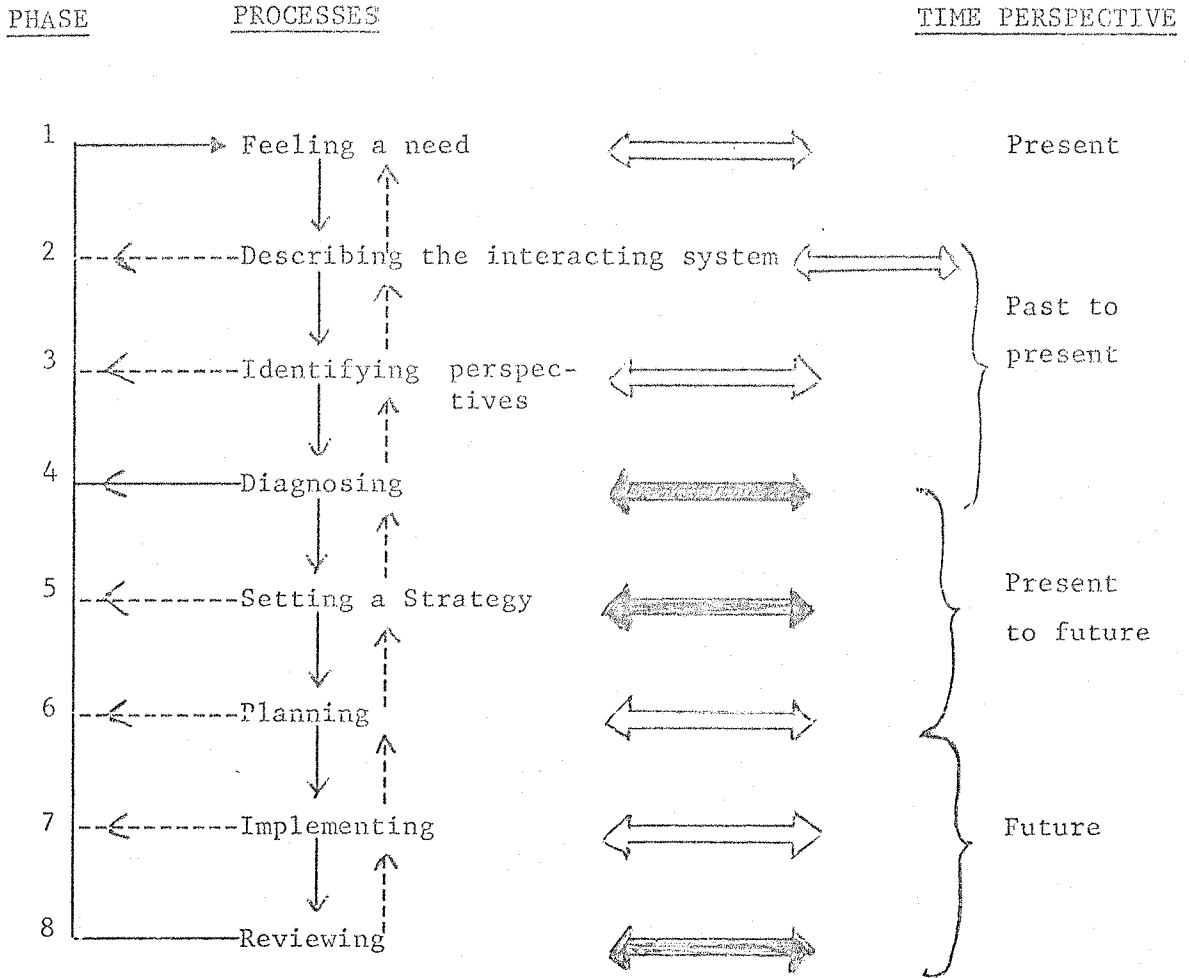 PHASE PROCESSES TIME PERSPECTIVE
1 Feeling a need Present
2 Describing the interacting system
Past to
present
3 Identifying perspec-
tives
4 Diagnosing
5 Setting a Strategy Present
to future
6 Planning
7 Implementing Future
8 Reviewing